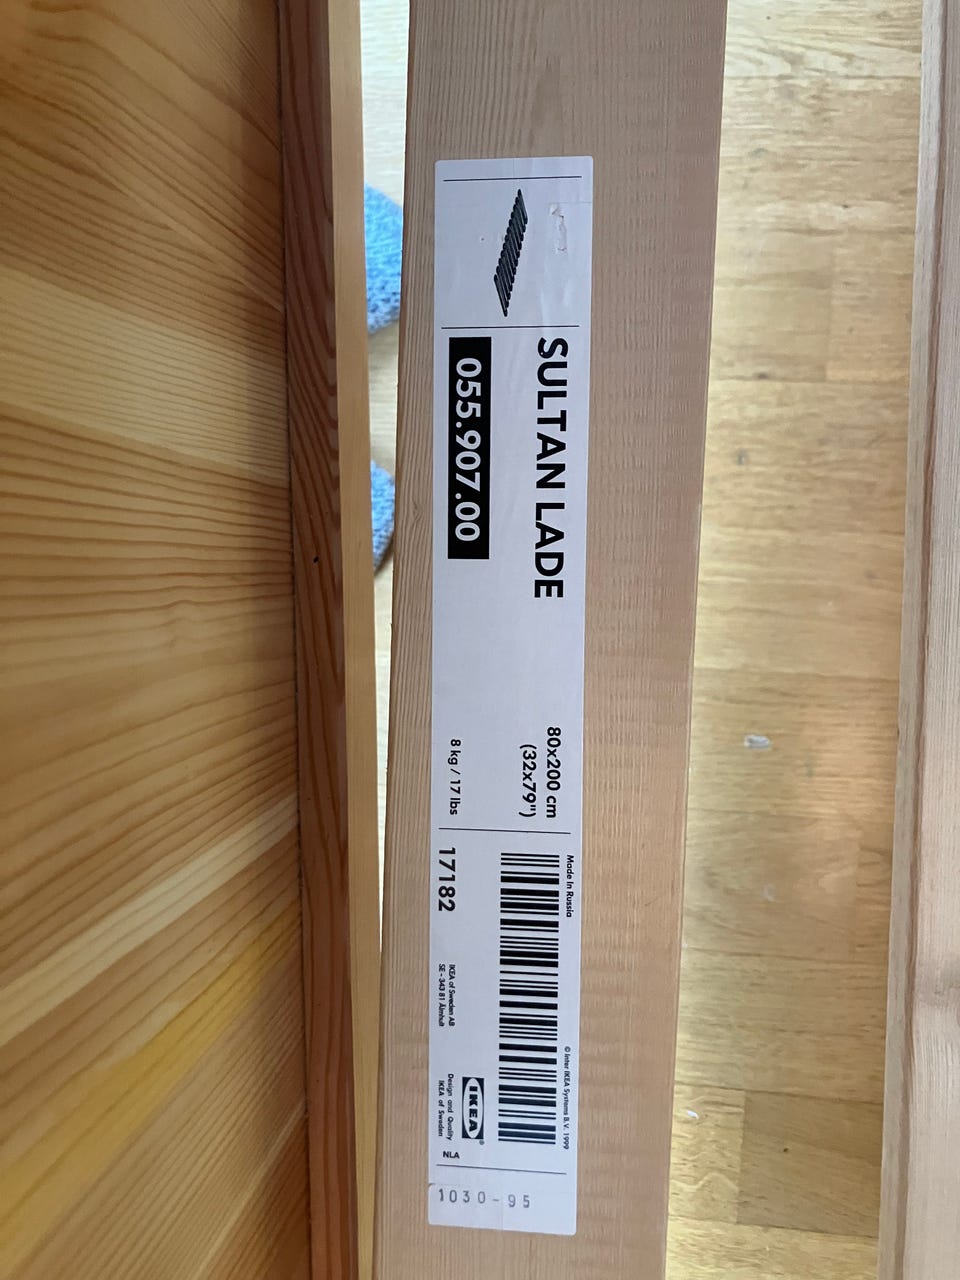 SULTAN LADE
055.907.00
80x200 cm
(32x79")
8 kg / 17 lbs
Made in Russia
17182
IKEA of Sweden AB
SE - 343 81 Älmhult
© Inter IKEA Systems B.V. 1999
IKEA®
Design and Quality
IKEA of Sweden
NLA
1030-95